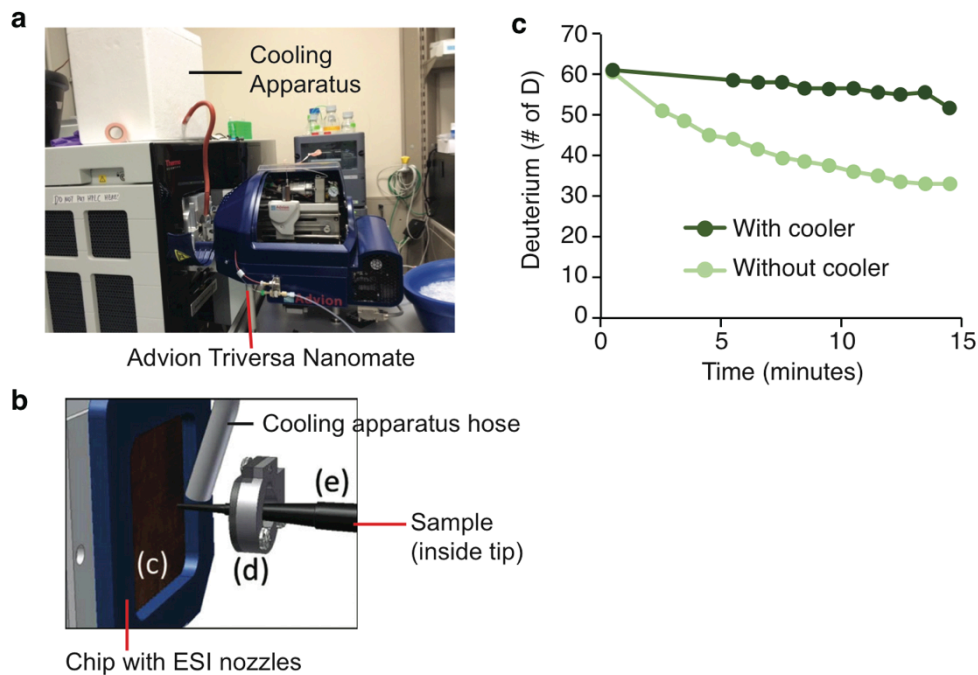 a
Cooling
Apparatus
Advion
Advion Triversa Nanomate
b
Cooling apparatus hose
(e)
Sample
(inside tip)
(c)
(d)
Chip with ESI nozzles
c
70
60
50
40
30
20
10
0
Deuterium (# of D)
With cooler
Without cooler
0
5
10
15
Time (minutes)